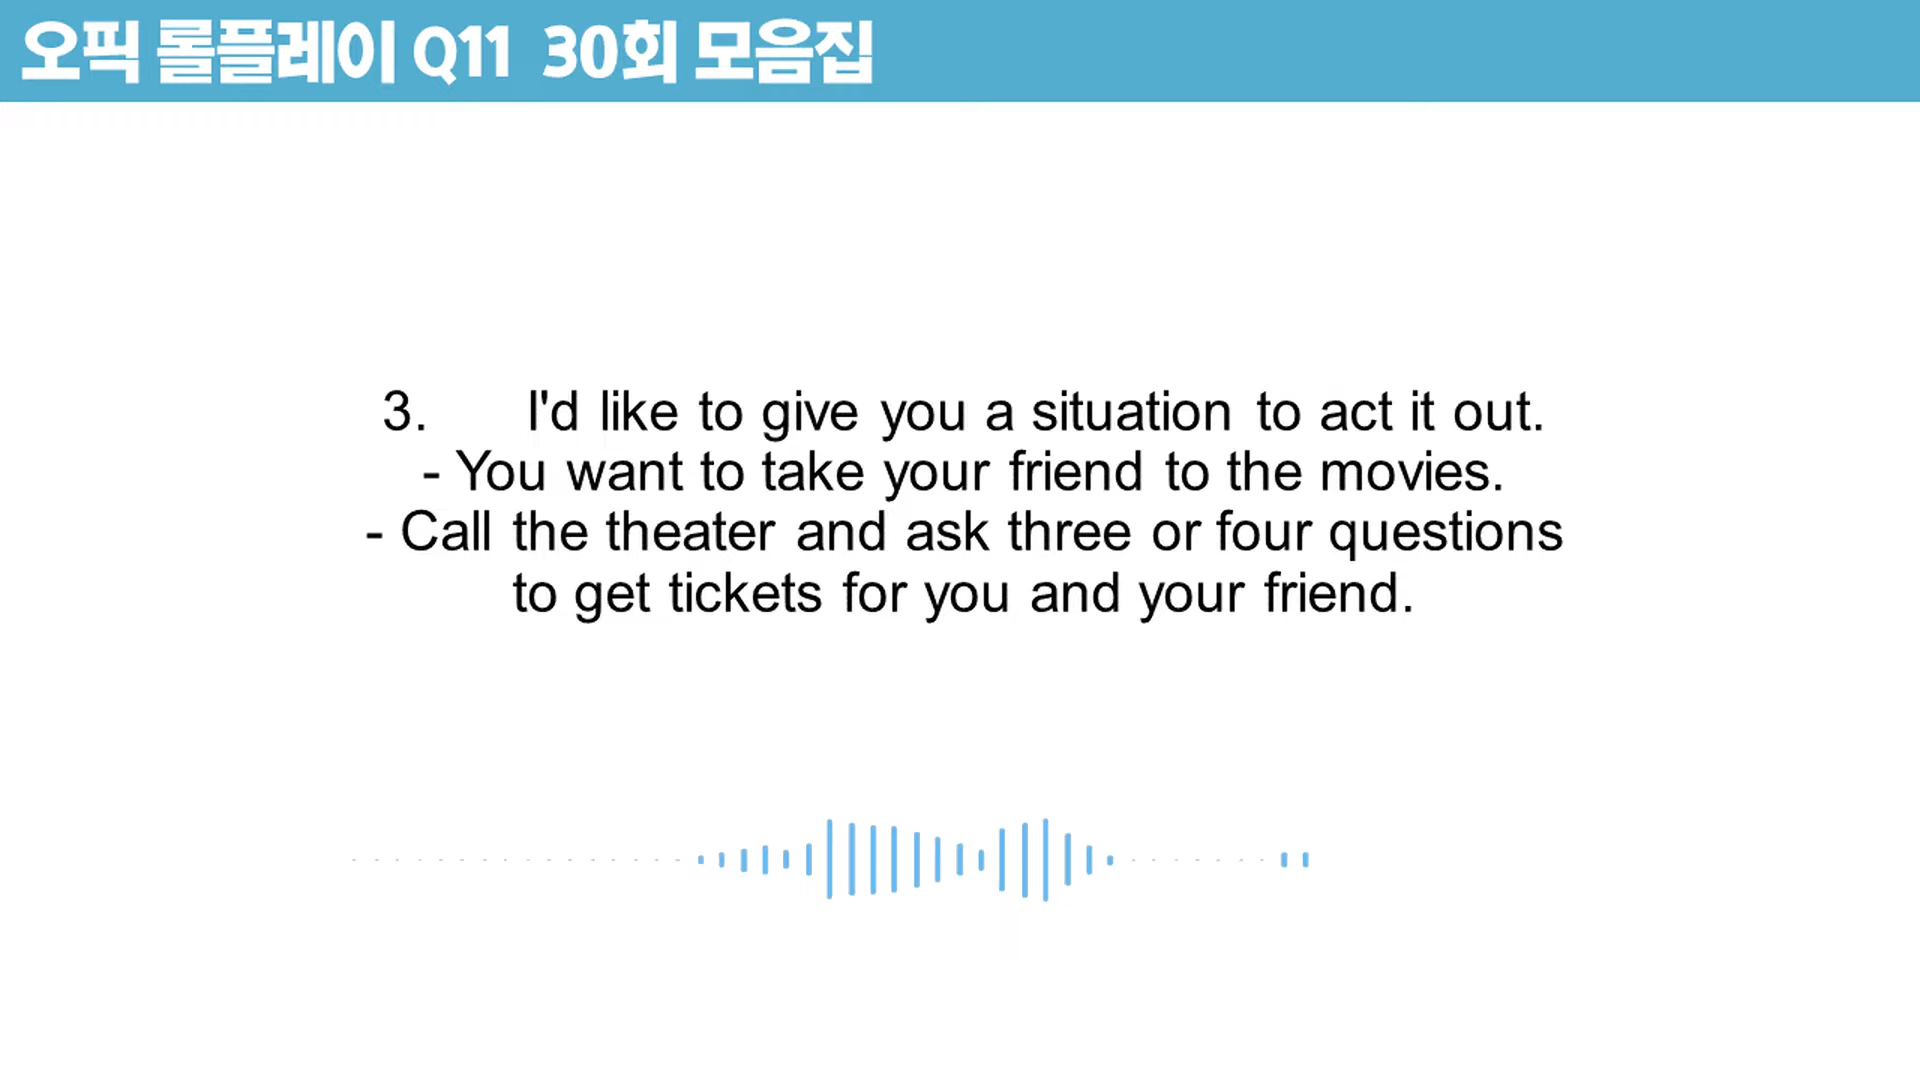 오픽 롤플레이 Q11 30회 모음집
3. I'd like to give you a situation to act it out.
- You want to take your friend to the movies.
- Call the theater and ask three or four questions
to get tickets for you and your friend.